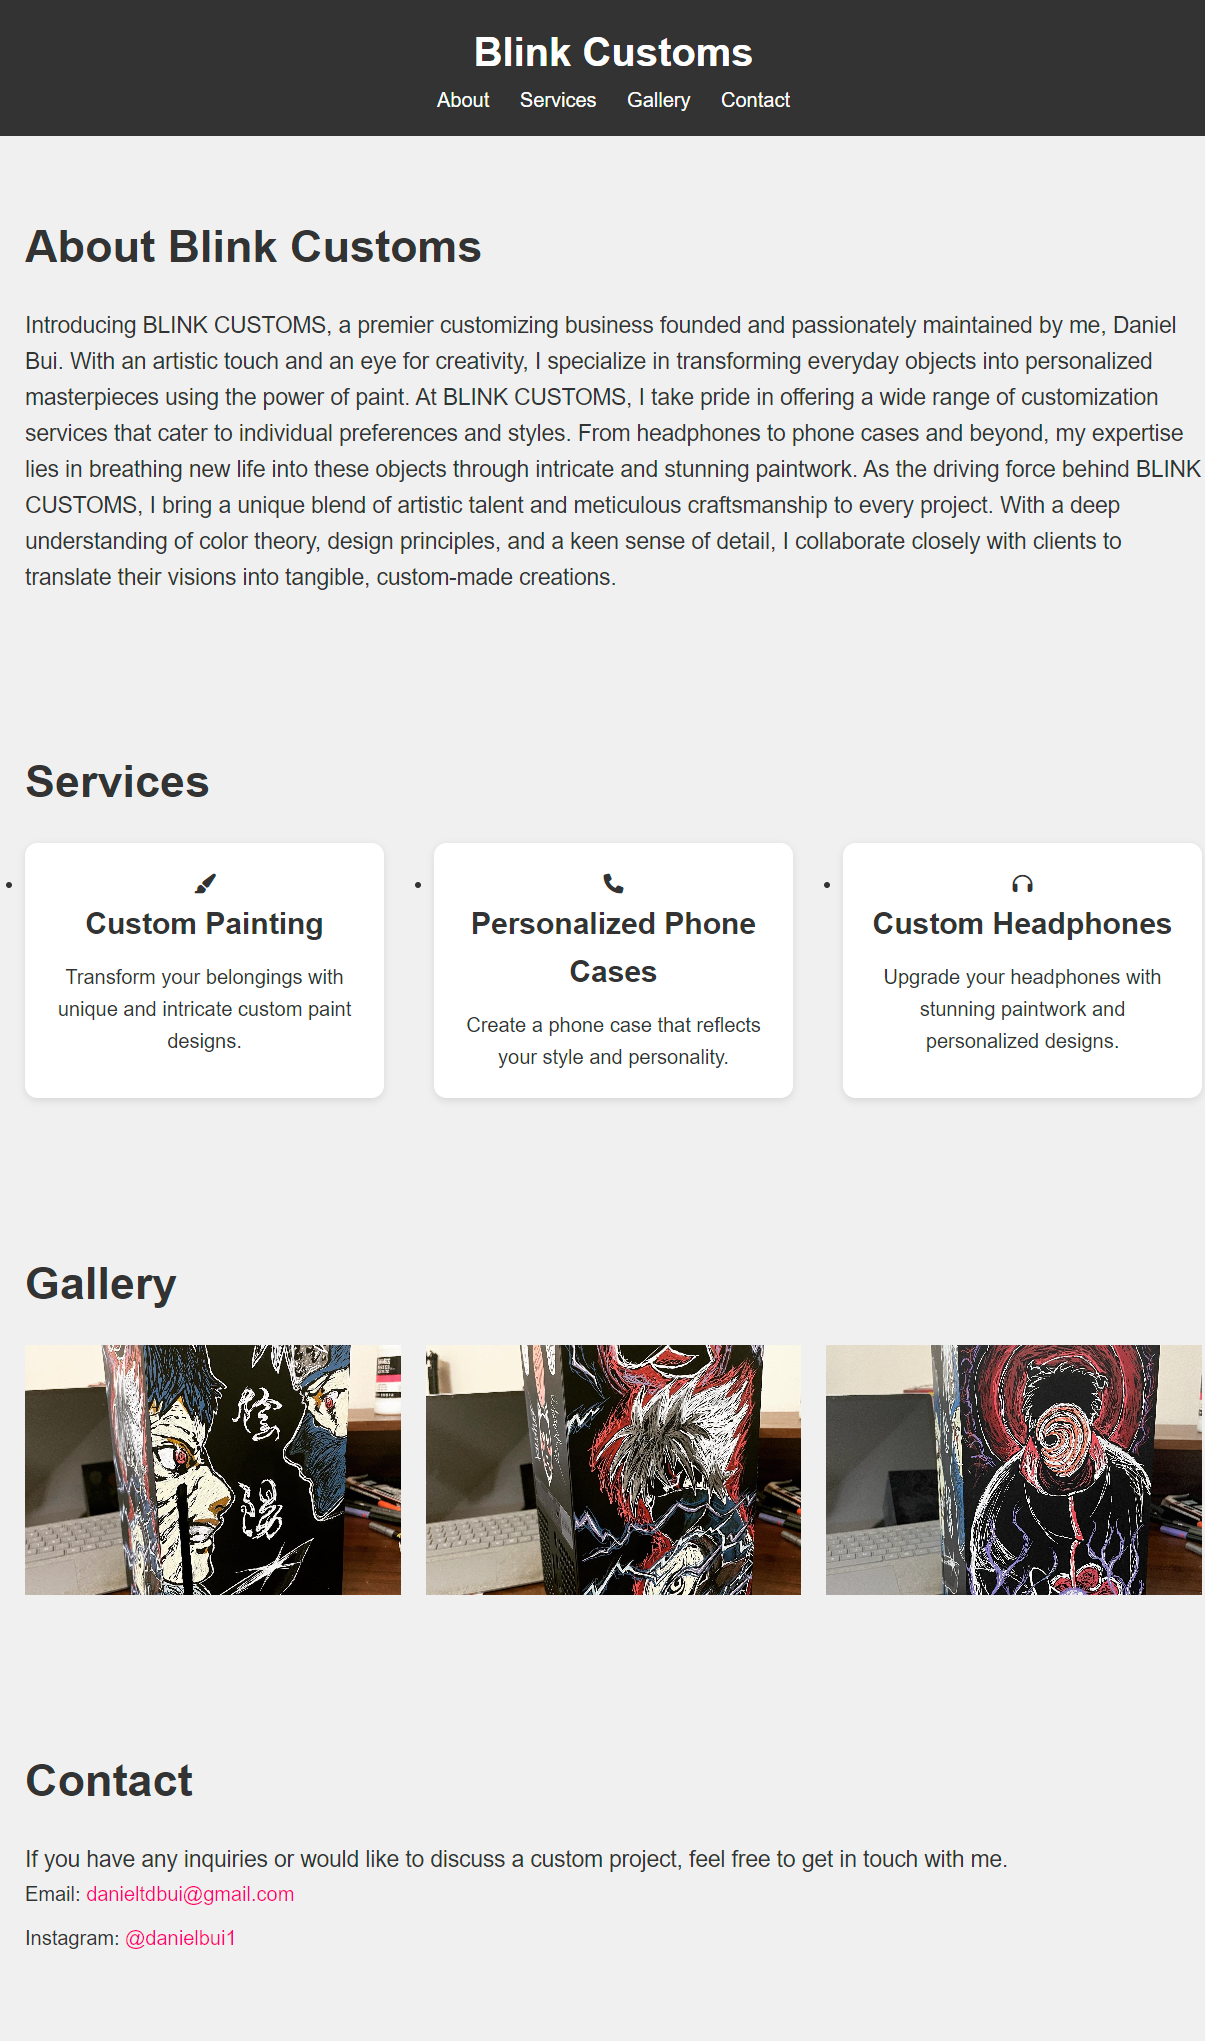 Blink Customs
About Services Gallery Contact
About Blink Customs
Introducing BLINK CUSTOMS, a premier customizing business founded and passionately maintained by me, Daniel
Bui. With an artistic touch and an eye for creativity, I specialize in transforming everyday objects into personalized
masterpieces using the power of paint. At BLINK CUSTOMS, I take pride in offering a wide range of customization
services that cater to individual preferences and styles. From headphones to phone cases and beyond, my expertise
lies in breathing new life into these objects through intricate and stunning paintwork. As the driving force behind BLINK
CUSTOMS, I bring a unique blend of artistic talent and meticulous craftsmanship to every project. With a deep
understanding of color theory, design principles, and a keen sense of detail, I collaborate closely with clients to
translate their visions into tangible, custom-made creations.
Services
Custom Painting
Transform your belongings with
unique and intricate custom paint
designs.
Personalized Phone
Cases
Create a phone case that reflects
your style and personality.
Custom Headphones
Upgrade your headphones with
stunning paintwork and
personalized designs.
Gallery
陰
陽
Contact
If you have any inquiries or would like to discuss a custom project, feel free to get in touch with me.
Email: danieltdbui@gmail.com
Instagram: @danielbui1